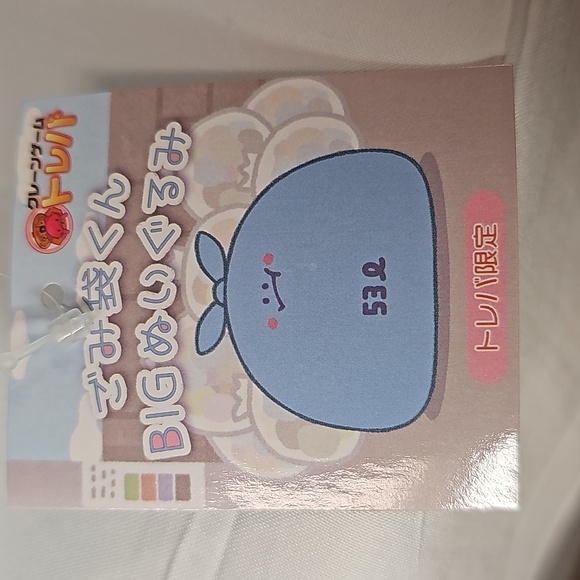 クレーンゲーム
トレバ
ごみ袋くん
BIGぬいぐるみ
53ℓ
トレバ限定